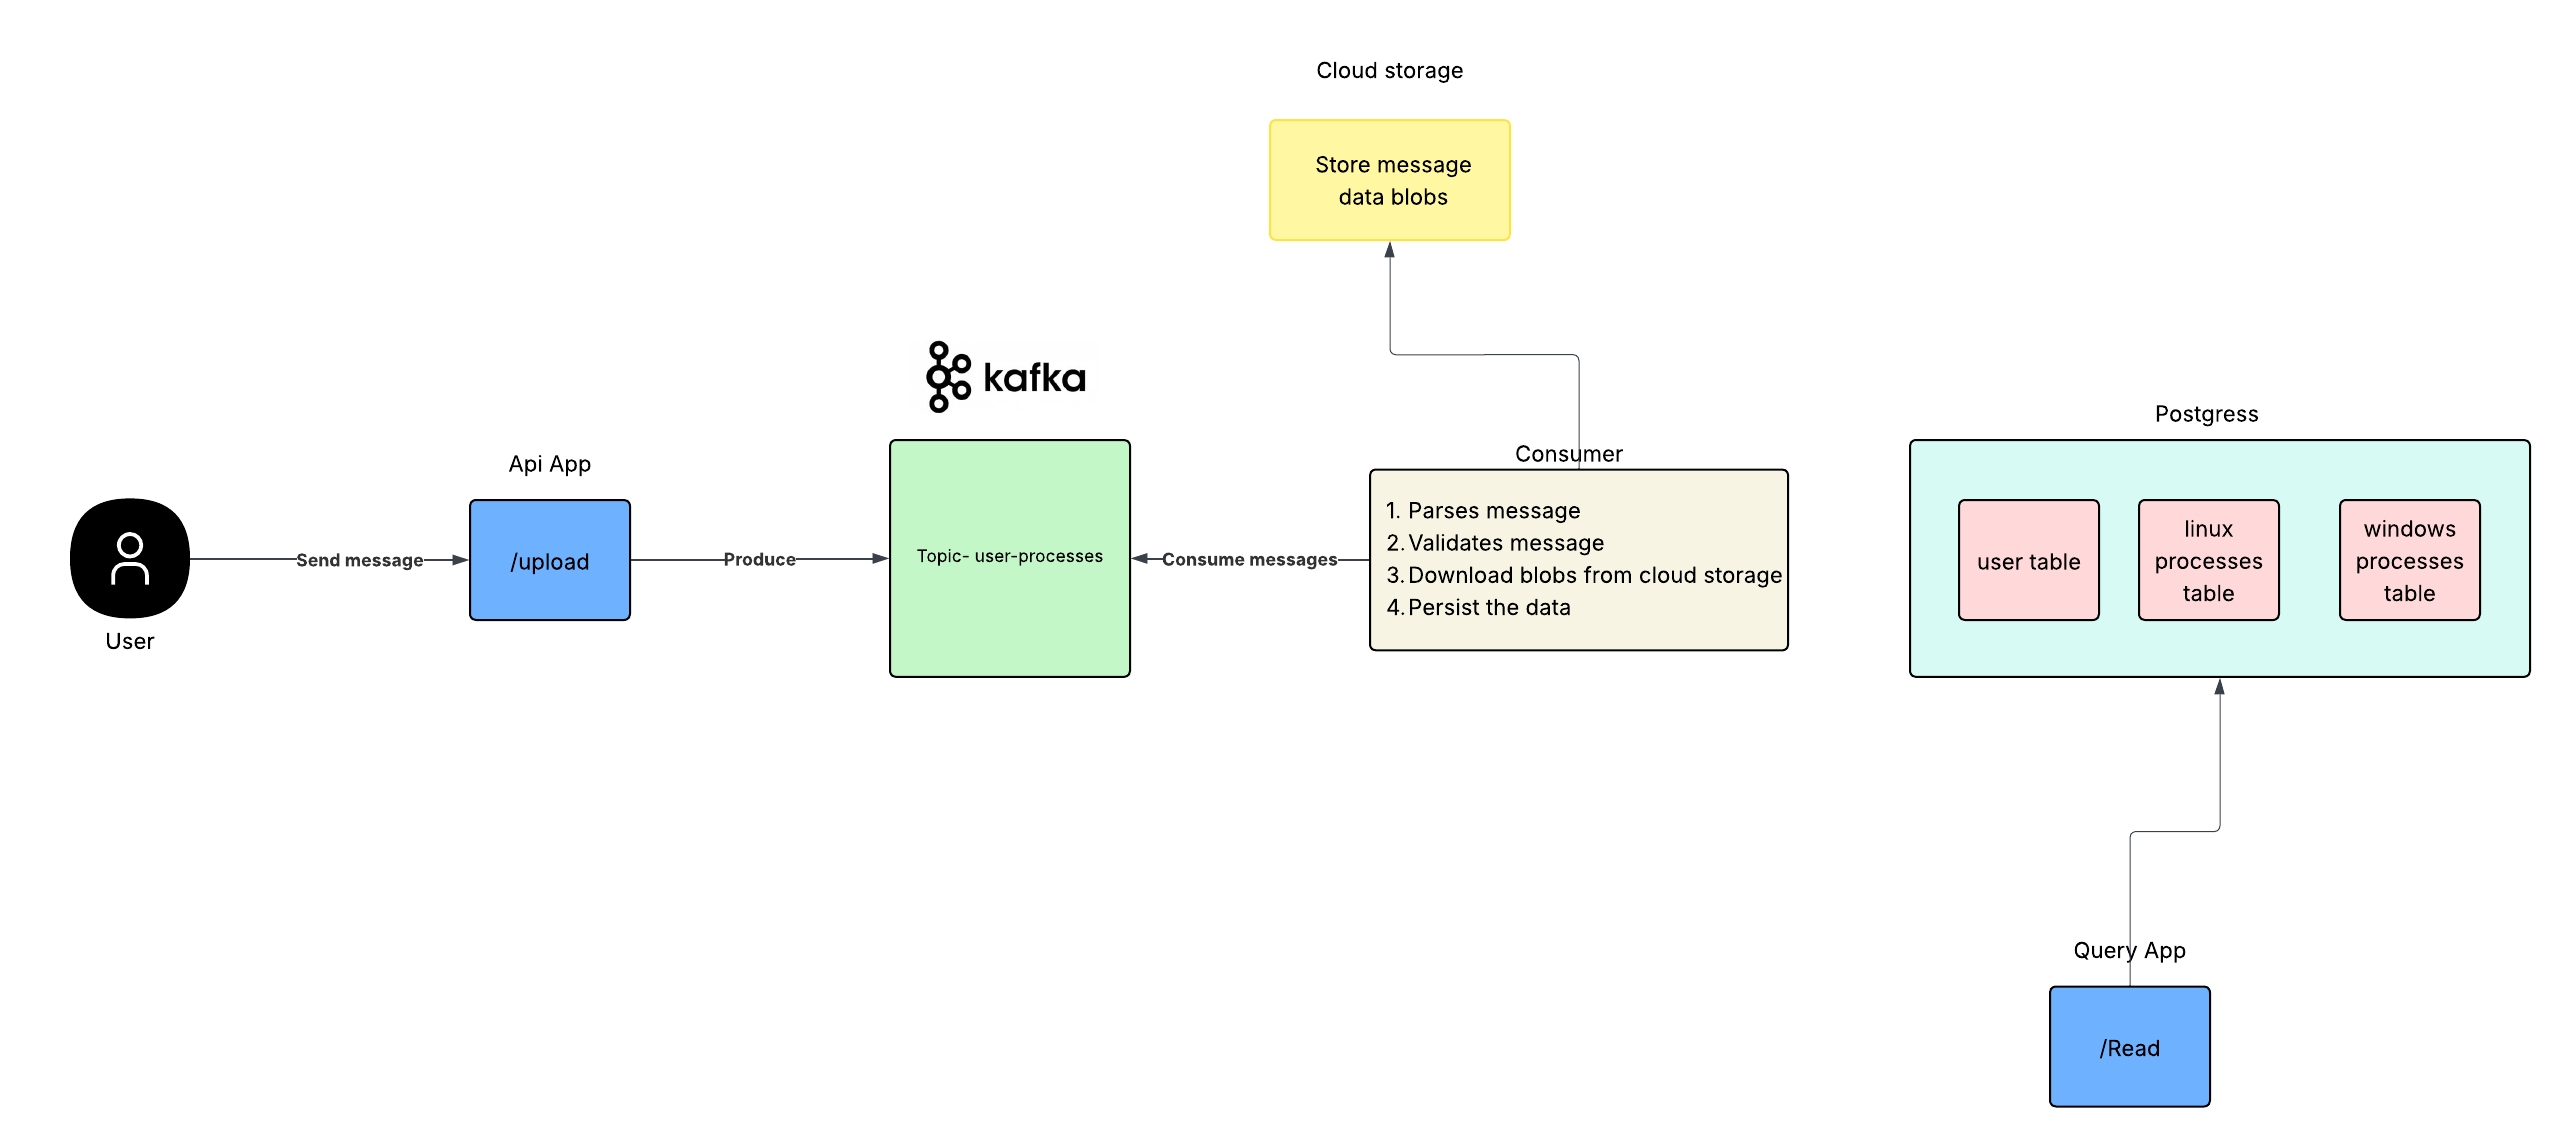 Cloud storage
Store message
data blobs
kafka
Api App
/upload
User
Send message
Produce
Topic- user-processes
Consume messages
Consumer
1. Parses message
2. Validates message
3. Download blobs from cloud storage
4. Persist the data
Postgress
user table
linux
processes
table
windows
processes
table
Query App
/Read